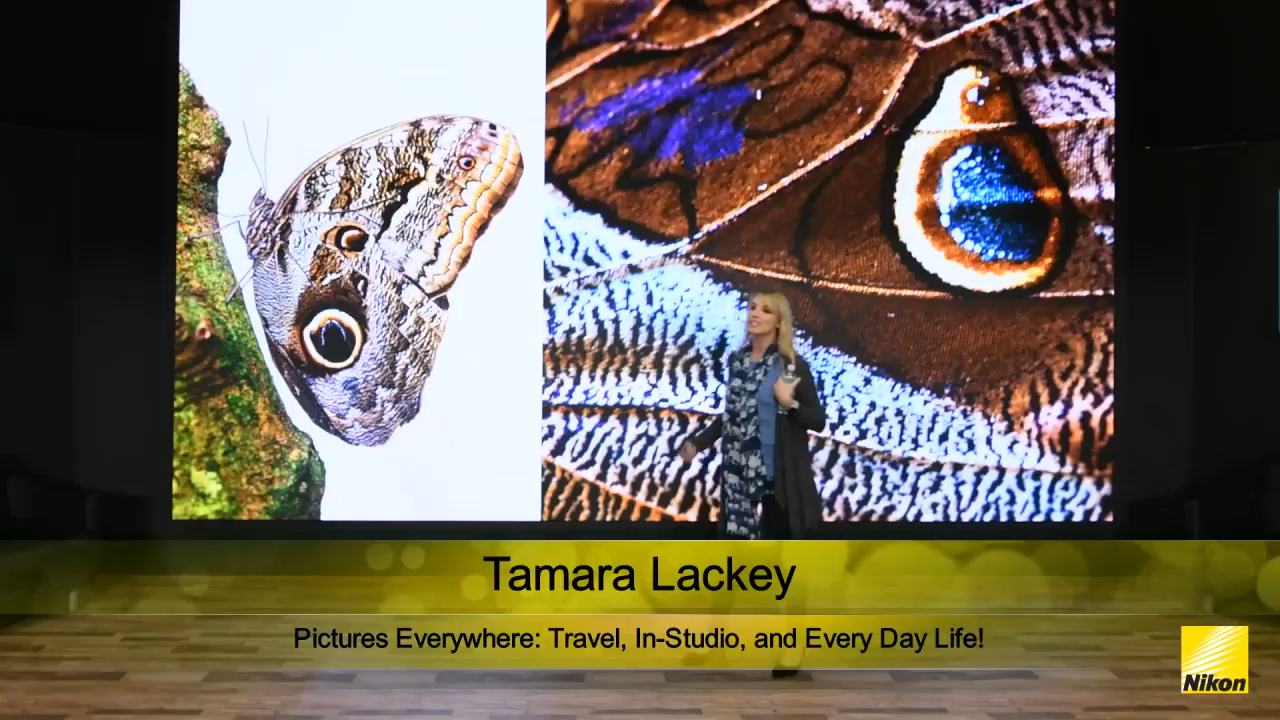 Tamara Lackey
Pictures Everywhere: Travel, In-Studio, and Every Day Life!
Nikon